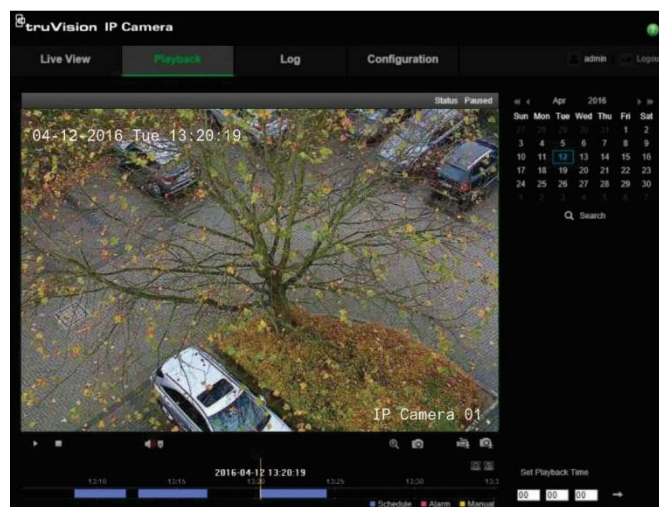 truVision IP Camera
?
Live View Playback Log Configuration admin Logou
Status Paused
Apr 2016
Sun Mon Tue Wed Thu Fri Sat
27 28 29 30 31 1 2
3 4 5 6 7 8 9
10 11 12 13 14 15 16
17 18 19 20 21 22 23
24 25 26 27 28 29 30
1 2 3 4 5 6 7
Search
04-12-2016 Tue 13:20:19
IP Camera 01
2016-04-12 13:20:19
13:10 13:15 13:20 13:25 13:30 13:3
Schedule Alarm Manual
Set Playback Time
00 00 00